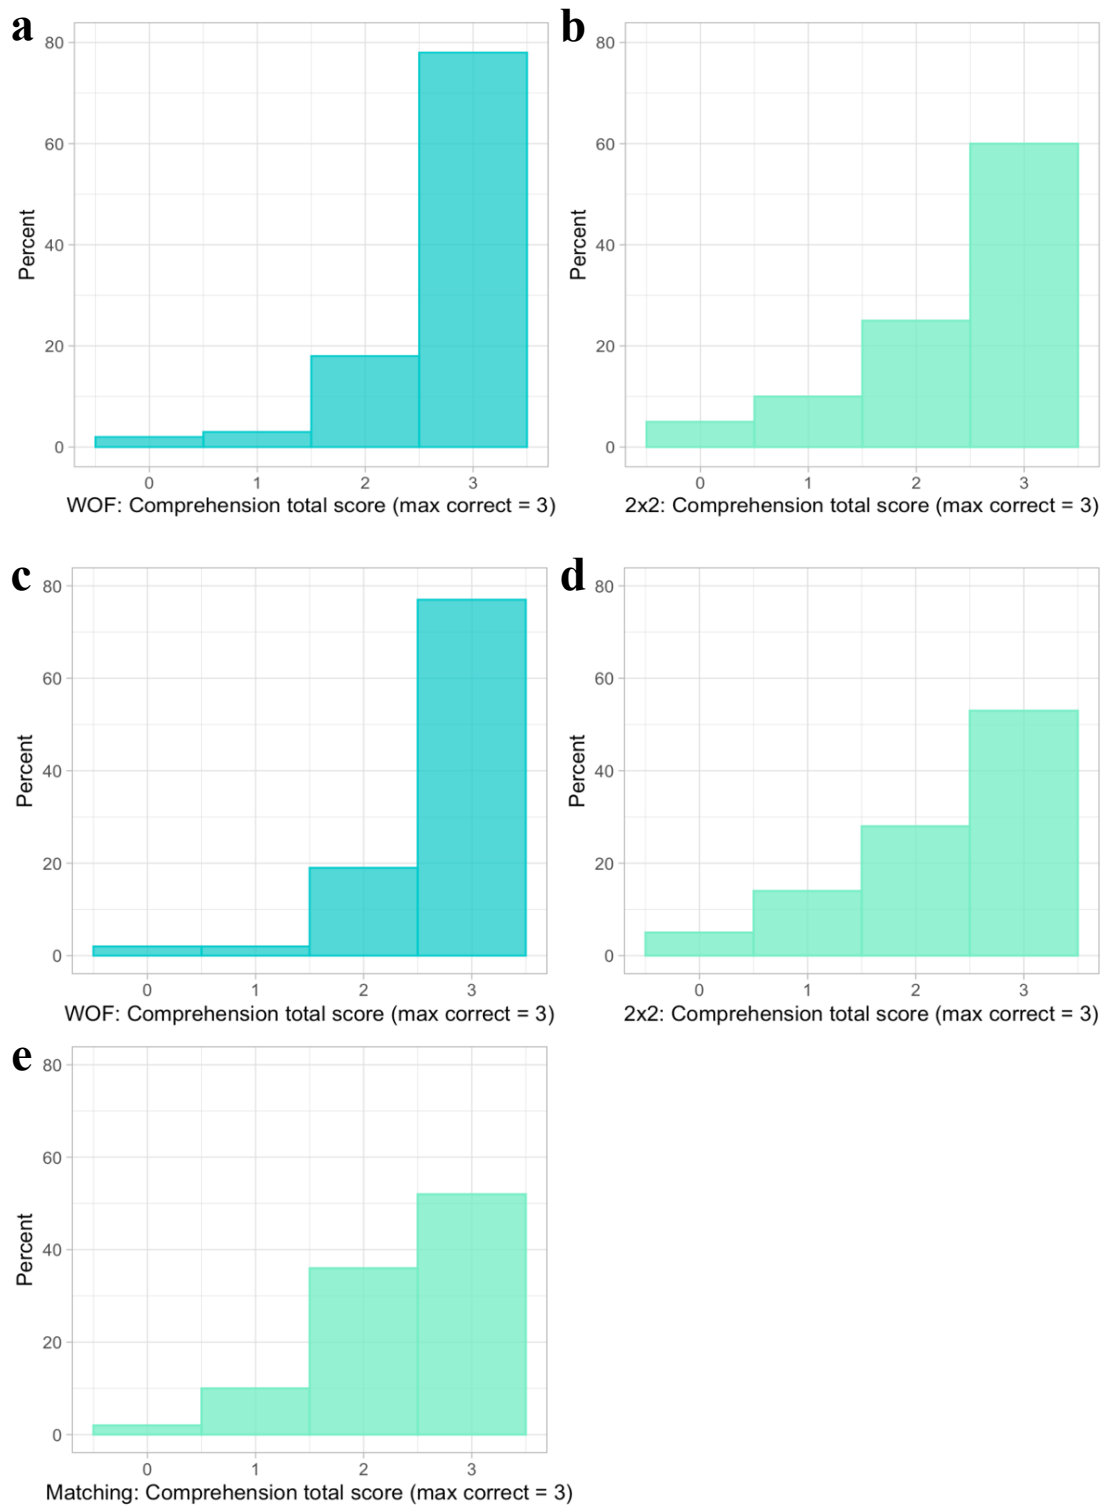 a
b
80
60
40
20
0
Percent
0 1 2 3
WOF: Comprehension total score (max correct = 3)
80
60
40
20
0
Percent
0 1 2 3
2x2: Comprehension total score (max correct = 3)
c
d
80
60
40
20
0
Percent
0 1 2 3
WOF: Comprehension total score (max correct = 3)
80
60
40
20
0
Percent
0 1 2 3
2x2: Comprehension total score (max correct = 3)
e
80
60
40
20
0
Percent
0 1 2 3
Matching: Comprehension total score (max correct = 3)